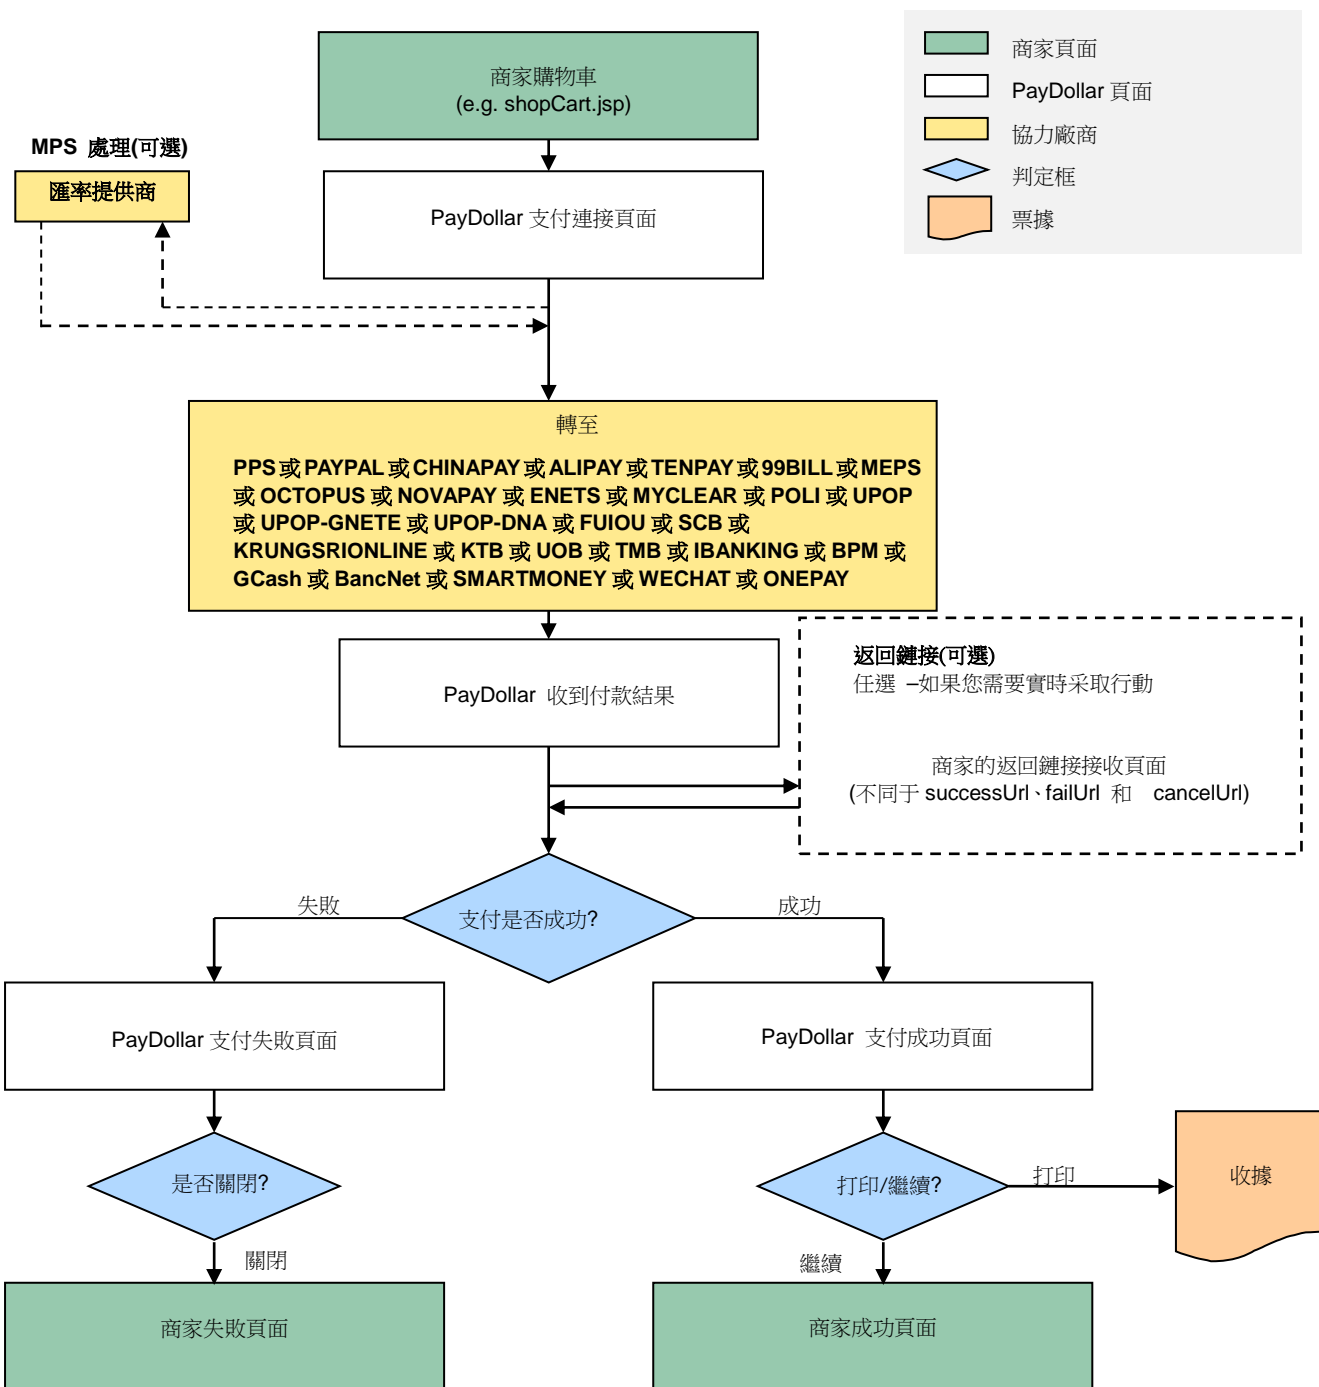 商家購物車
(e.g. shopCart.jsp)
商家頁面
PayDollar 頁面
協力廠商
判定框
票據
MPS 處理(可選)
匯率提供商
PayDollar 支付連接頁面
轉至
PPS 或 PAYPAL 或 CHINAPAY 或 ALIPAY 或 TENPAY 或 99BILL 或 MEPS
或 OCTOPUS 或 NOVAPAY 或 ENETS 或 MYCLEAR 或 POLI 或 UPOP
或 UPOP-GNETE 或 UPOP-DNA 或 FUIOU 或 SCB 或
KRUNGSRIONLINE 或 KTB 或 UOB 或 TMB 或 IBANKING 或 BPM 或
GCash 或 BancNet 或 SMARTMONEY 或 WECHAT 或 ONEPAY
PayDollar 收到付款結果
返回鏈接(可選)
任選 –如果您需要實時采取行動
商家的返回鏈接接收頁面
(不同于 successUrl、failUrl 和 cancelUrl)
失敗
支付是否成功?
成功
PayDollar 支付失敗頁面
PayDollar 支付成功頁面
是否關閉?
打印/繼續?
打印
收據
關閉
繼續
商家失敗頁面
商家成功頁面